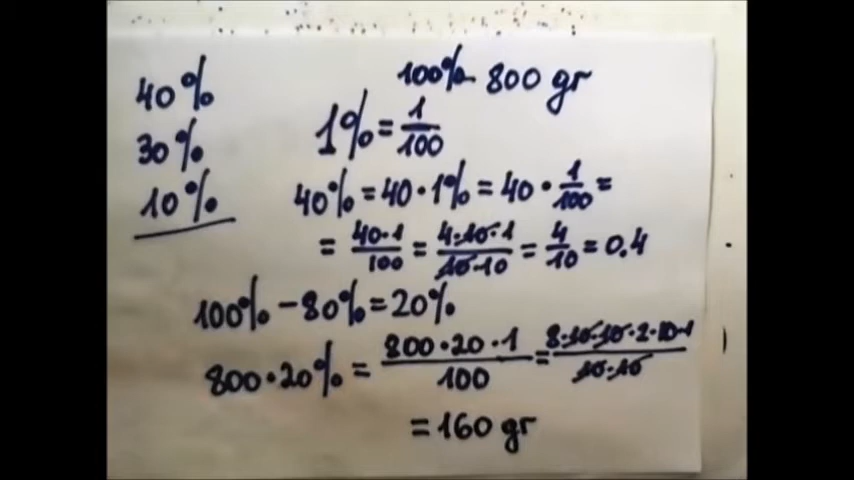 40%
30%
10%
100% - 800 gr
1% = 1/100
40% = 40 · 1% = 40 · 1/100 =
= 40·1/100 = 4·10·1/10·10 = 4/10 = 0.4
100% - 80% = 20%
800 · 20% = 800 · 20 · 1/100 = 8·10·10·2·10·1/10·10
= 160 gr